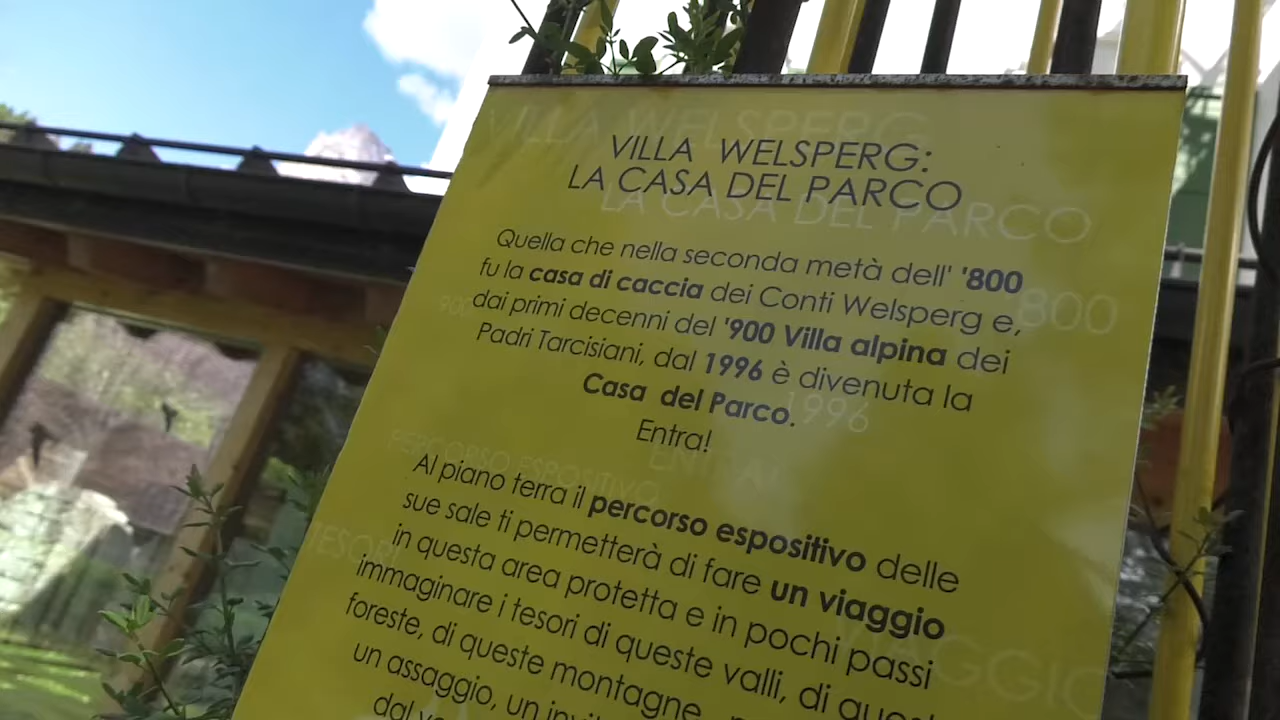 VILLA WELSPERG:
LA CASA DEL PARCO
Quella che nella seconda metà dell' '800
fu la casa di caccia dei Conti Welsperg e,
dai primi decenni del '900 Villa alpina dei
Padri Tarcisiani, dal 1996 è divenuta la
Casa del Parco.
Entra!
Al piano terra il percorso espositivo delle
sue sale ti permetterà di fare un viaggio
in questa area protetta e in pochi passi
immaginare i tesori di queste valli, di
foreste, di queste montagne
un assaggio, un